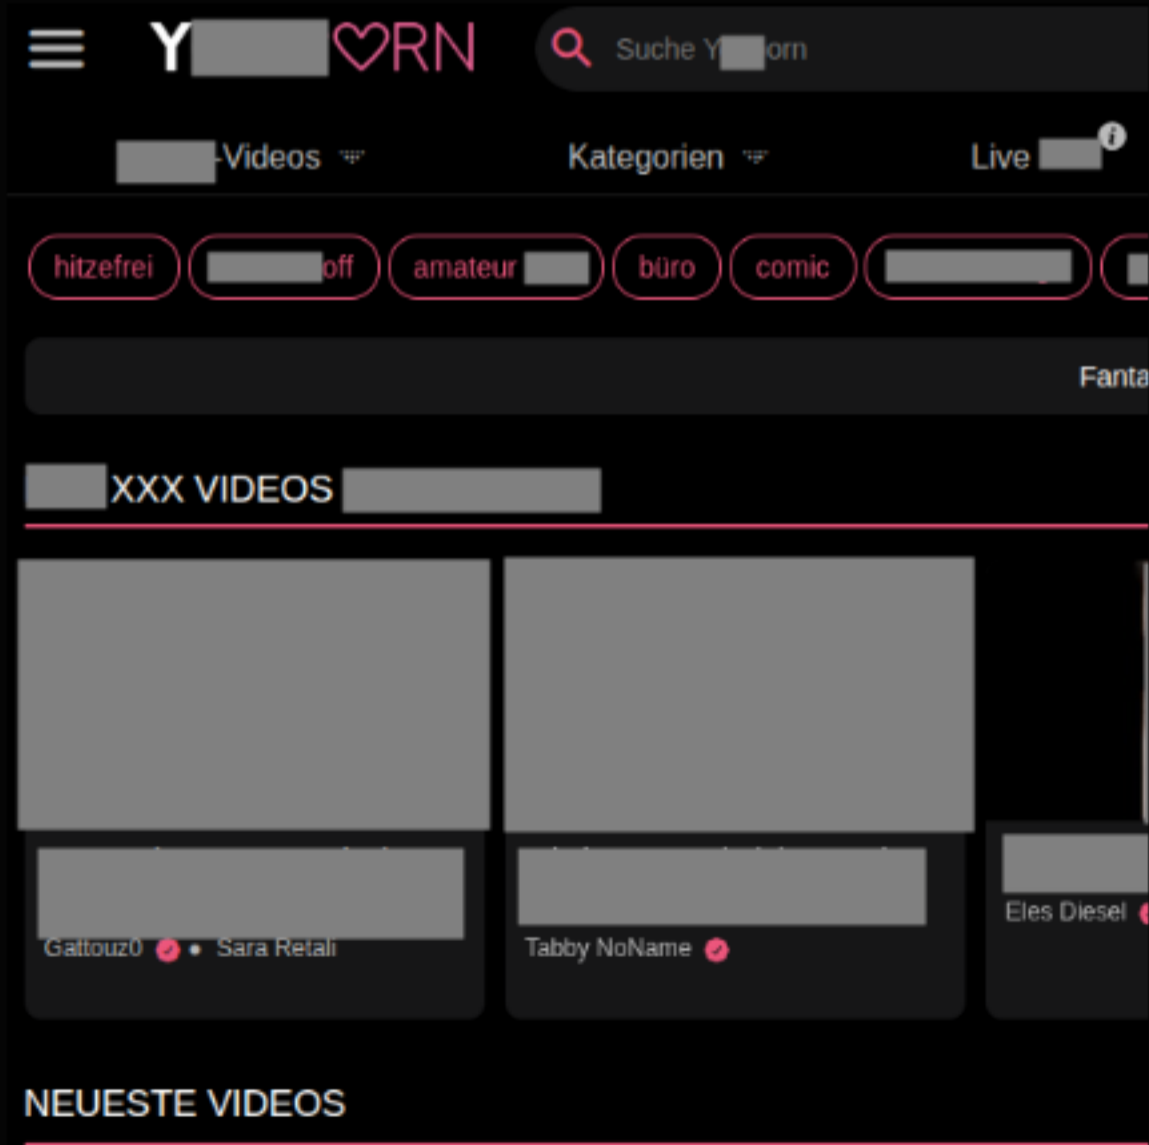 Y RN
Suche Y orn
-Videos Kategorien Live
hitzefrei off amateur büro comic
Fanta
XXX VIDEOS
Gattouz0 Sara Retali
Tabby NoName
Eles Diesel
NEUESTE VIDEOS